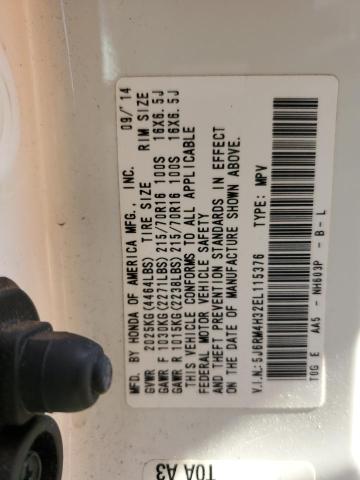 MFD. BY HONDA OF AMERICA MFG., INC. 09/'14
GVWR 2025KG(4464LBS) TIRE SIZE RIM SIZE
GAWR F 1030KG(2271LBS) 215/70R16 100S 16X6.5J
GAWR R 1015KG(2238LBS) 215/70R16 100S 16X6.5J
THIS VEHICLE CONFORMS TO ALL APPLICABLE
FEDERAL MOTOR VEHICLE SAFETY
AND THEFT PREVENTION STANDARDS IN EFFECT
ON THE DATE OF MANUFACTURE SHOWN ABOVE.
V.I.N.:5J6RM4H32EL115376 TYPE: MPV
T0G E AA5 - NH603P - B - L
T0A A3